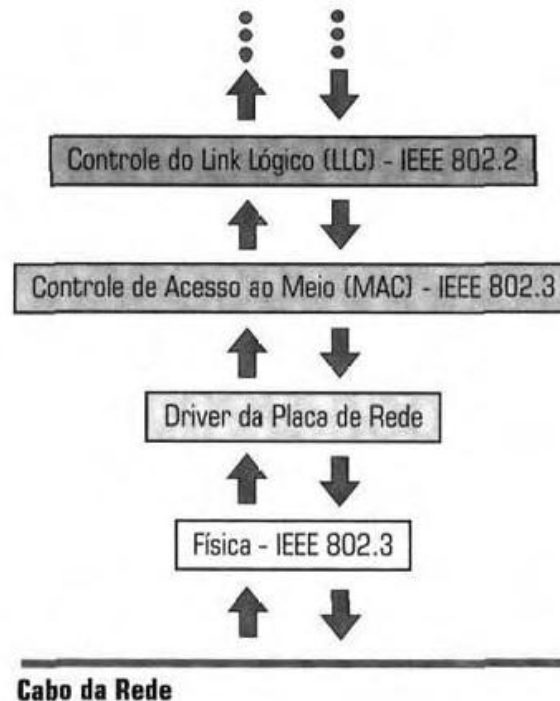 Controle do Link Lógico (LLC) - IEEE 802.2
Controle de Acesso ao Meio (MAC) - IEEE 802.3
Driver da Placa de Rede
Física - IEEE 802.3
Cabo da Rede